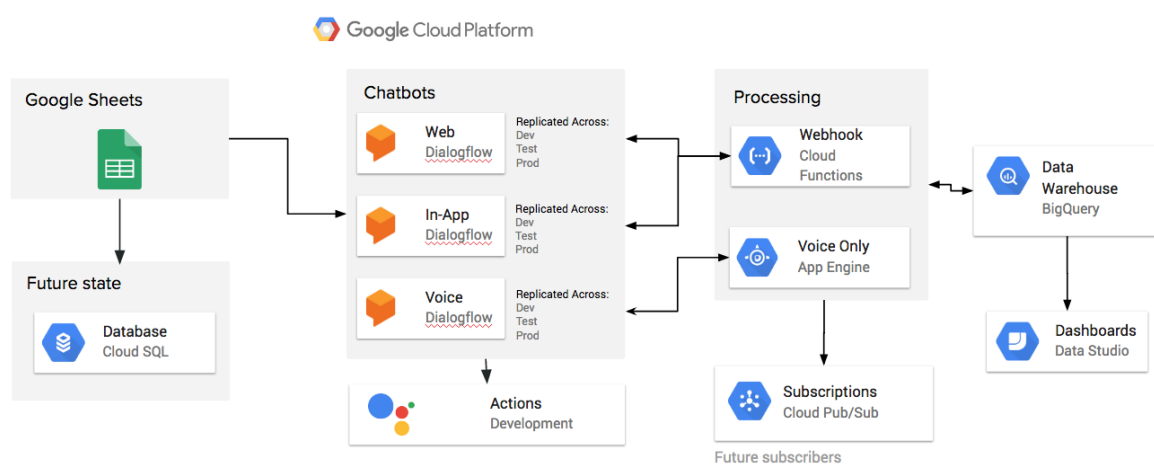 Google Cloud Platform
Google Sheets
Future state
Database
Cloud SQL
Chatbots
Web
Dialogflow
Replicated Across:
Dev
Test
Prod
In-App
Dialogflow
Replicated Across:
Dev
Test
Prod
Voice
Dialogflow
Replicated Across:
Dev
Test
Prod
Actions
Development
Processing
Webhook
Cloud
Functions
Voice Only
App Engine
Subscriptions
Cloud Pub/Sub
Future subscribers
Data
Warehouse
BigQuery
Dashboards
Data Studio